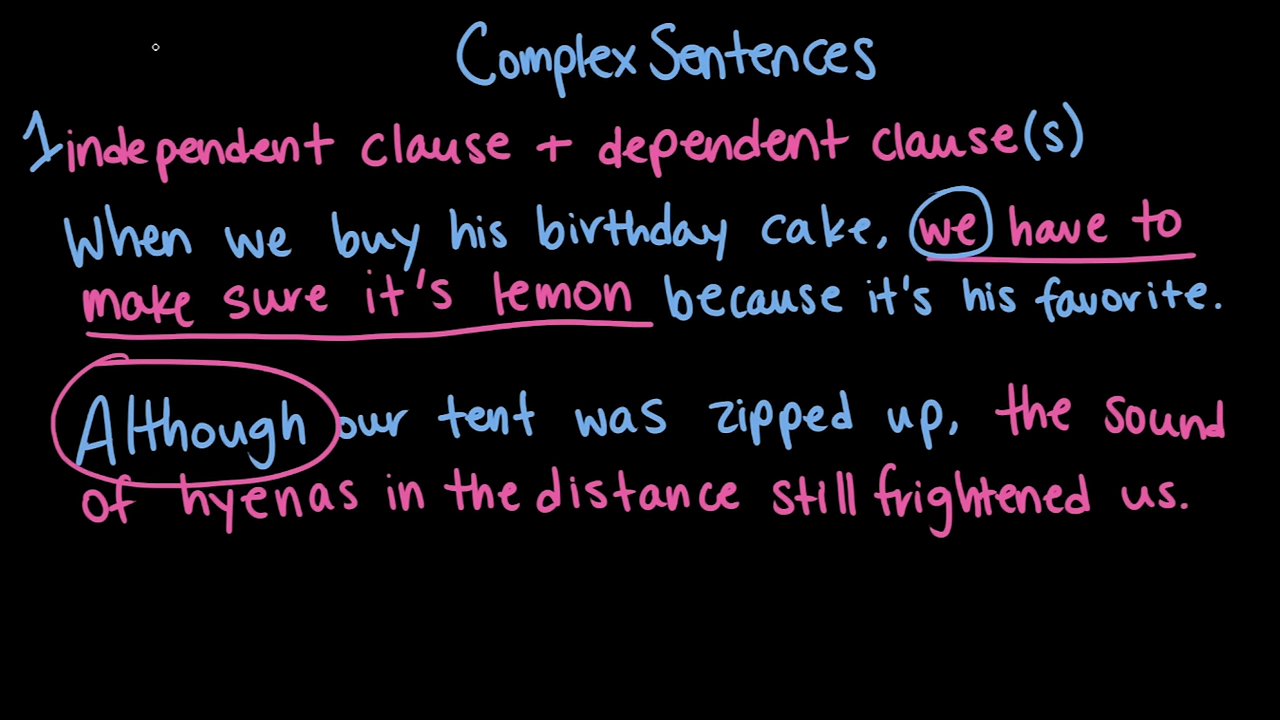 Complex Sentences
1 independent clause + dependent clause(s)
When we buy his birthday cake, we have to
make sure it's lemon because it's his favorite.
Although our tent was zipped up, the sound
of hyenas in the distance still frightened us.